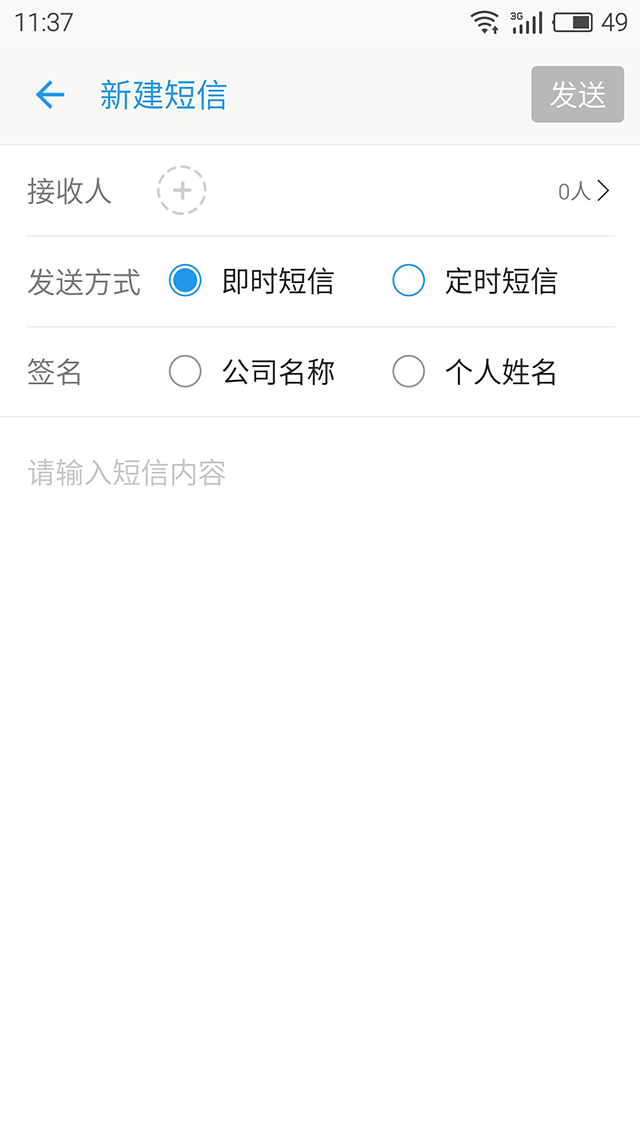 11:37 3G 49
新建短信 发送
接收人 0人
发送方式 即时短信 定时短信
签名 公司名称 个人姓名
请输入短信内容